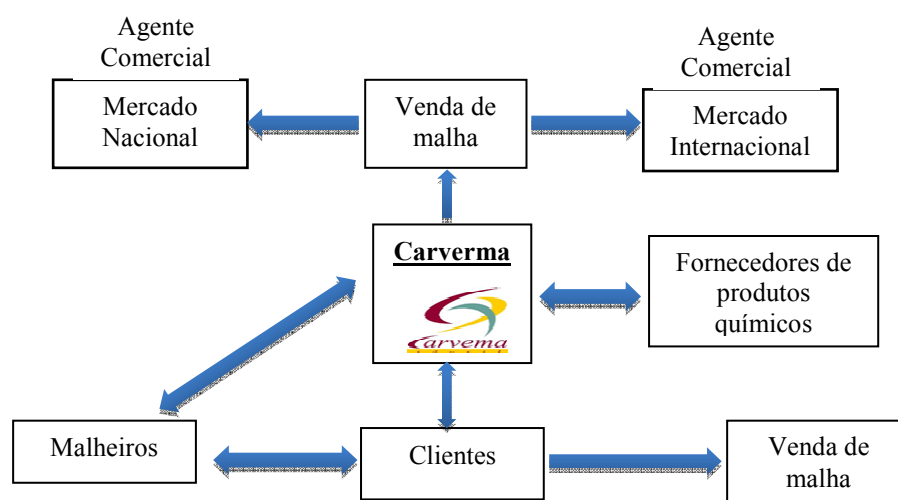 Agente
Comercial
Mercado
Nacional
Venda de
malha
Agente
Comercial
Mercado
Internacional
Carverma
Carvema
Fornecedores de
produtos
químicos
Malheiros
Clientes
Venda de
malha